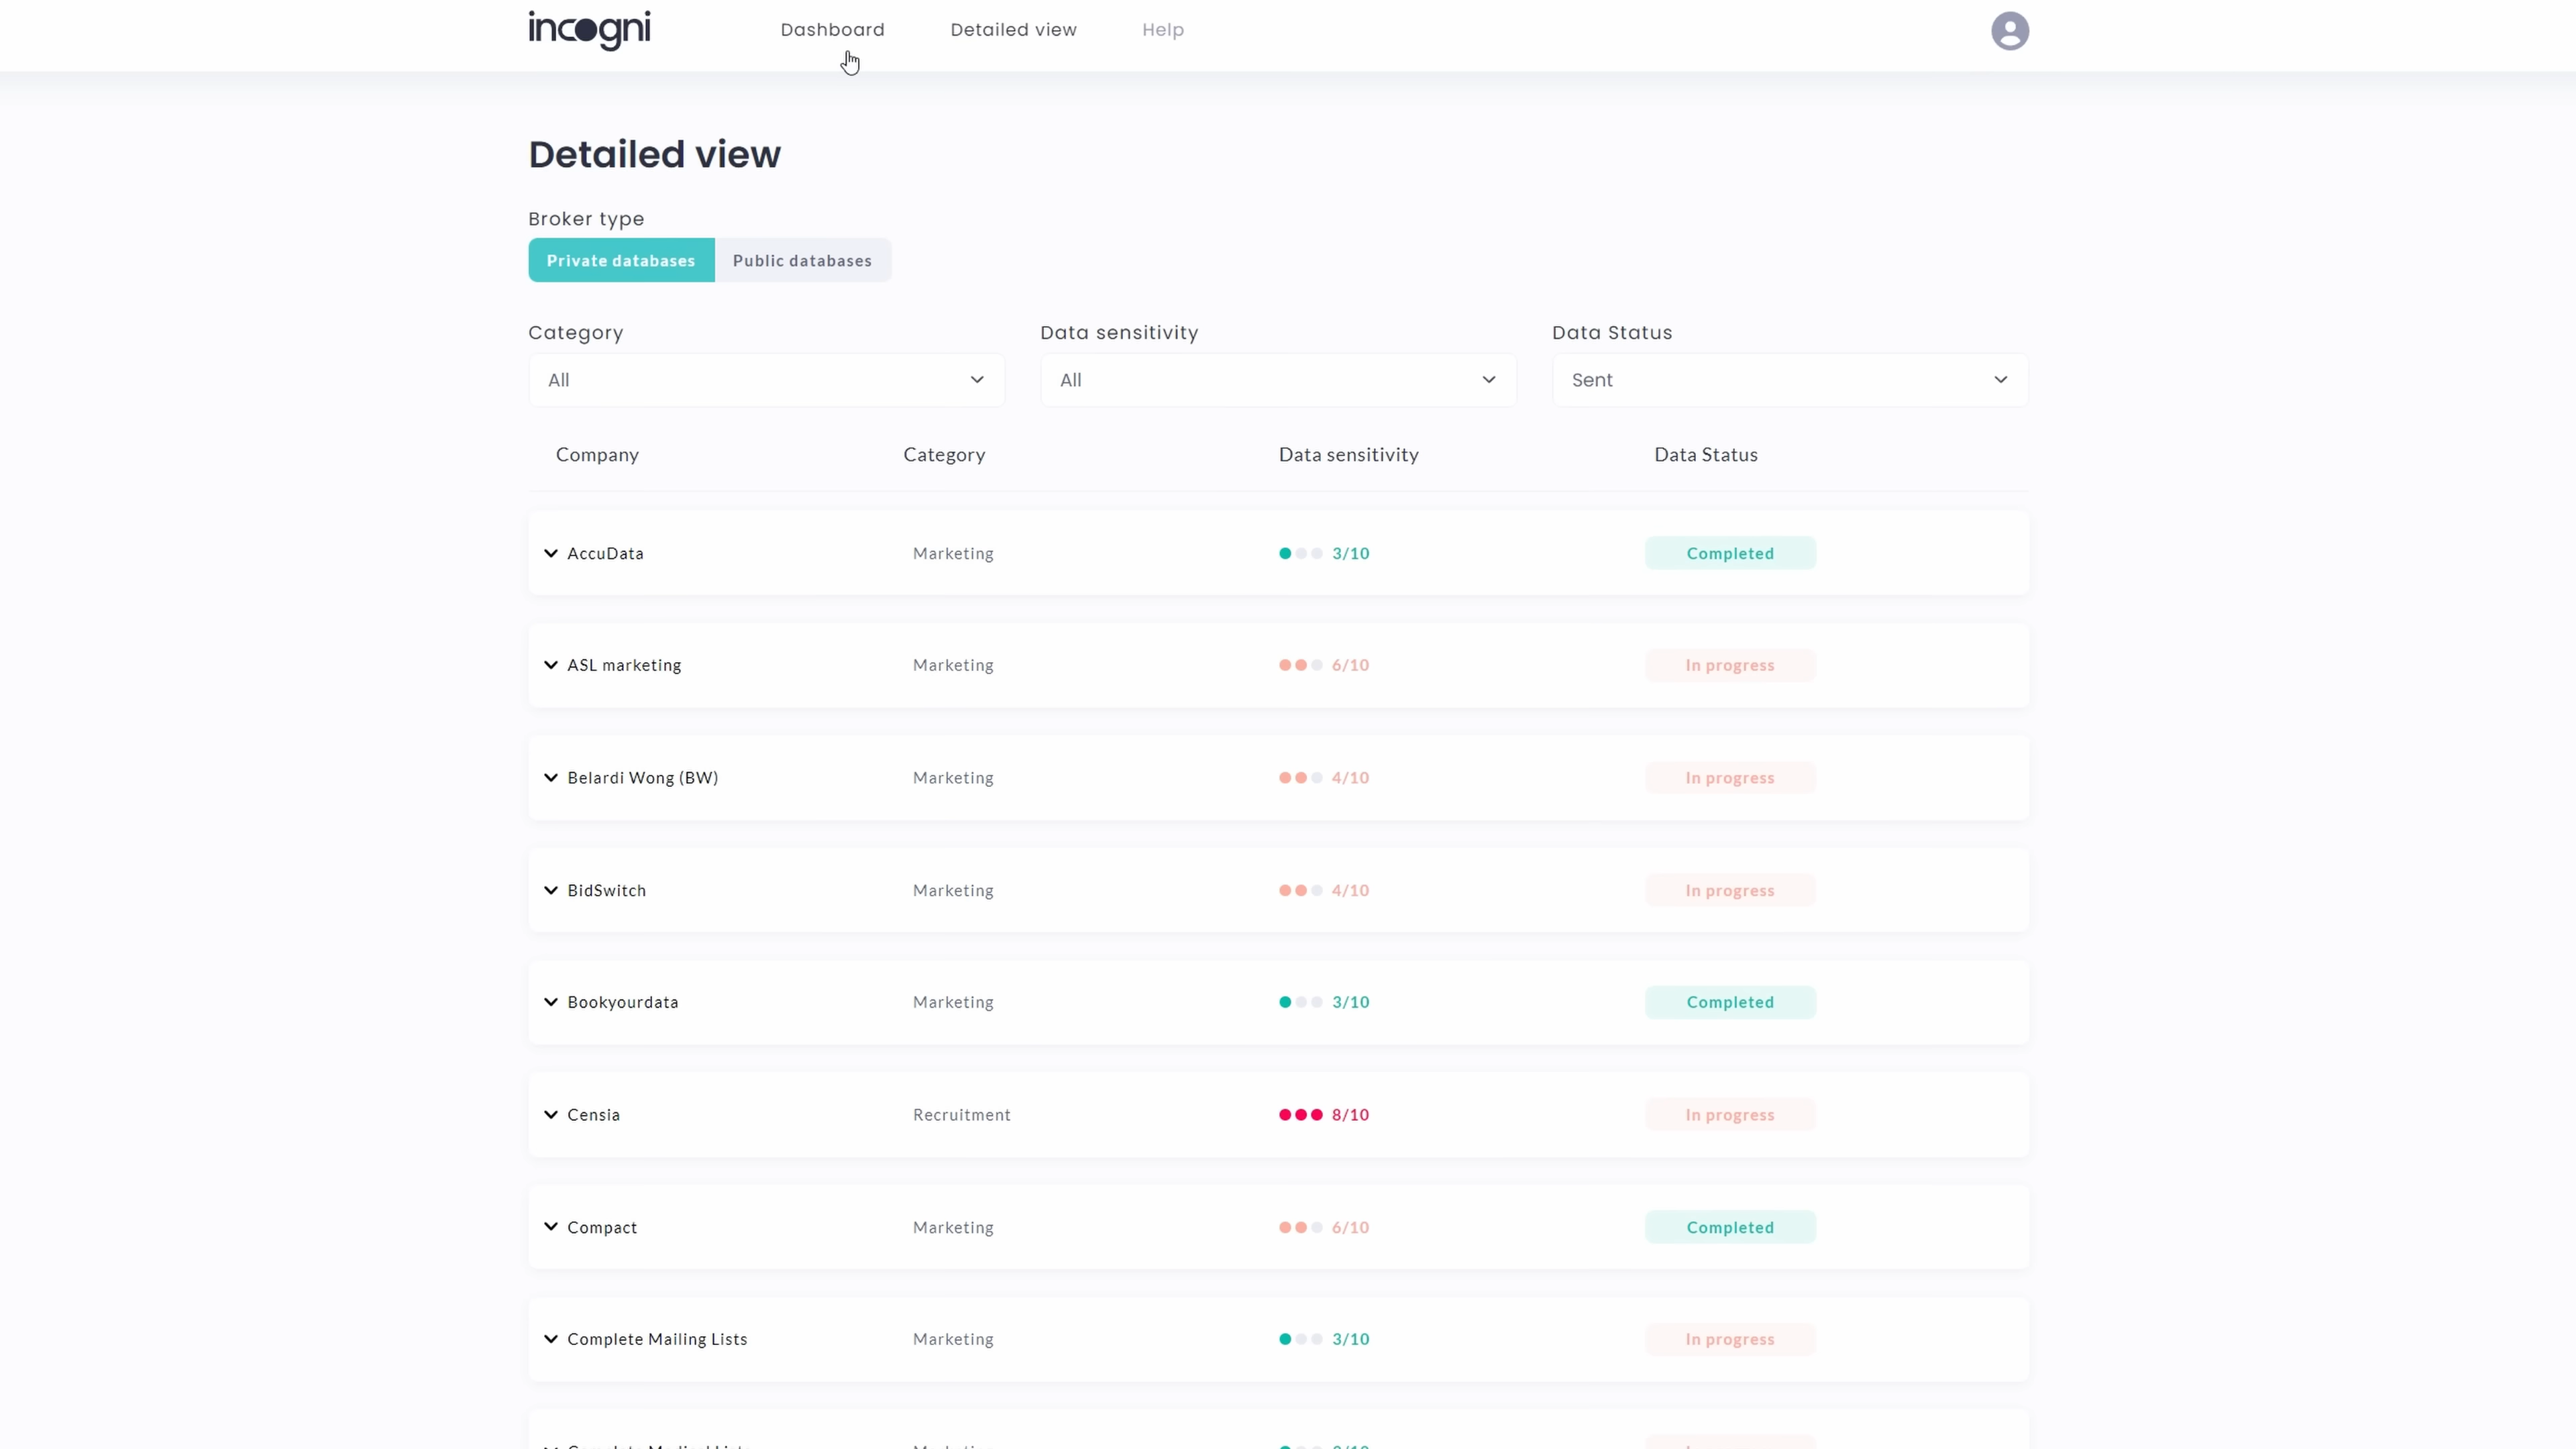 incogni Dashboard Detailed view Help
Detailed view
Broker type
Private databases Public databases
Category Data sensitivity Data Status
All All Sent
Company Category Data sensitivity Data Status
AccuData Marketing 3/10 Completed
ASL marketing Marketing 6/10 In progress
Belardi Wong (BW) Marketing 4/10 In progress
BidSwitch Marketing 4/10 In progress
Bookyourdata Marketing 3/10 Completed
Censia Recruitment 8/10 In progress
Compact Marketing 6/10 Completed
Complete Mailing Lists Marketing 3/10 In progress